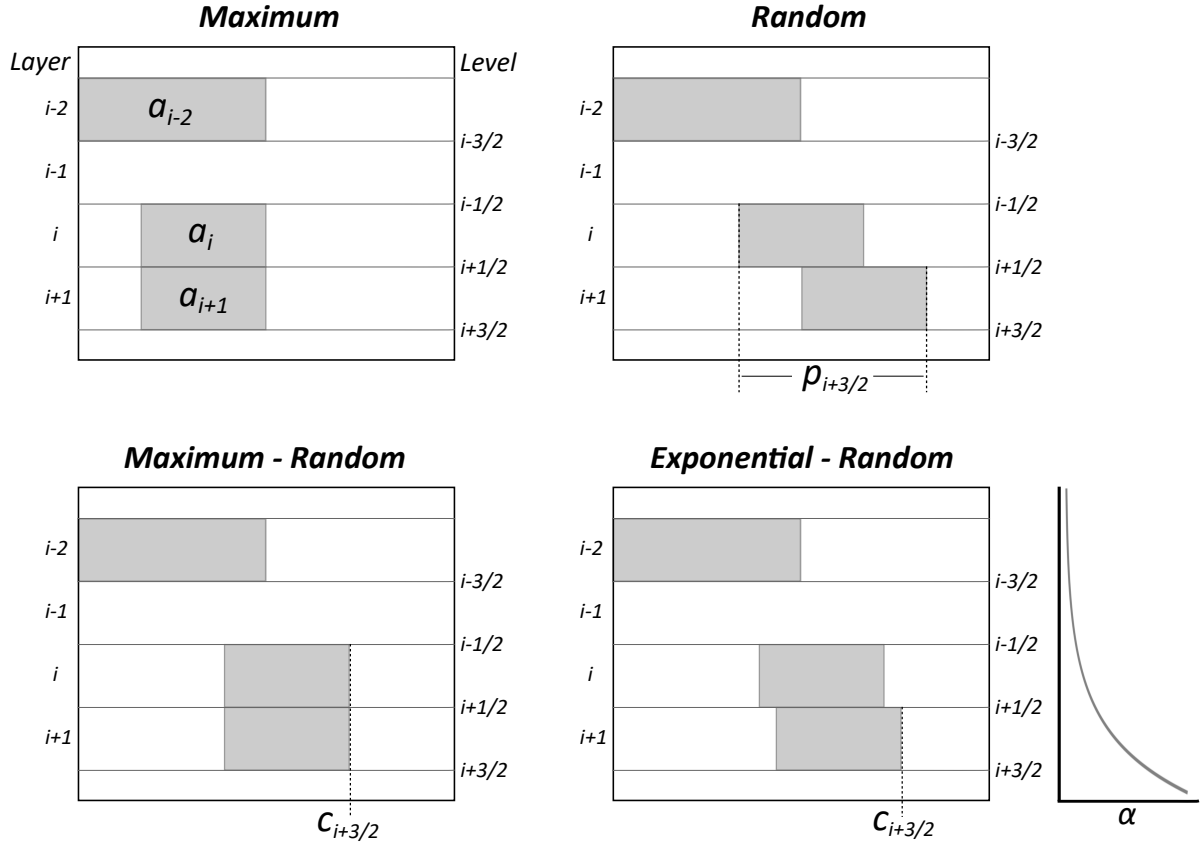 Maximum
Layer
Level
i-2
a_{i-2}
i-3/2
i-1
i-1/2
i
a_i
i+1/2
i+1
a_{i+1}
i+3/2
Random
i-2
i-3/2
i-1
i-1/2
i
i+1/2
i+1
i+3/2
p_{i+3/2}
Maximum - Random
i-2
i-3/2
i-1
i-1/2
i
i+1/2
i+1
i+3/2
c_{i+3/2}
Exponential - Random
i-2
i-3/2
i-1
i-1/2
i
i+1/2
i+1
i+3/2
c_{i+3/2}
α